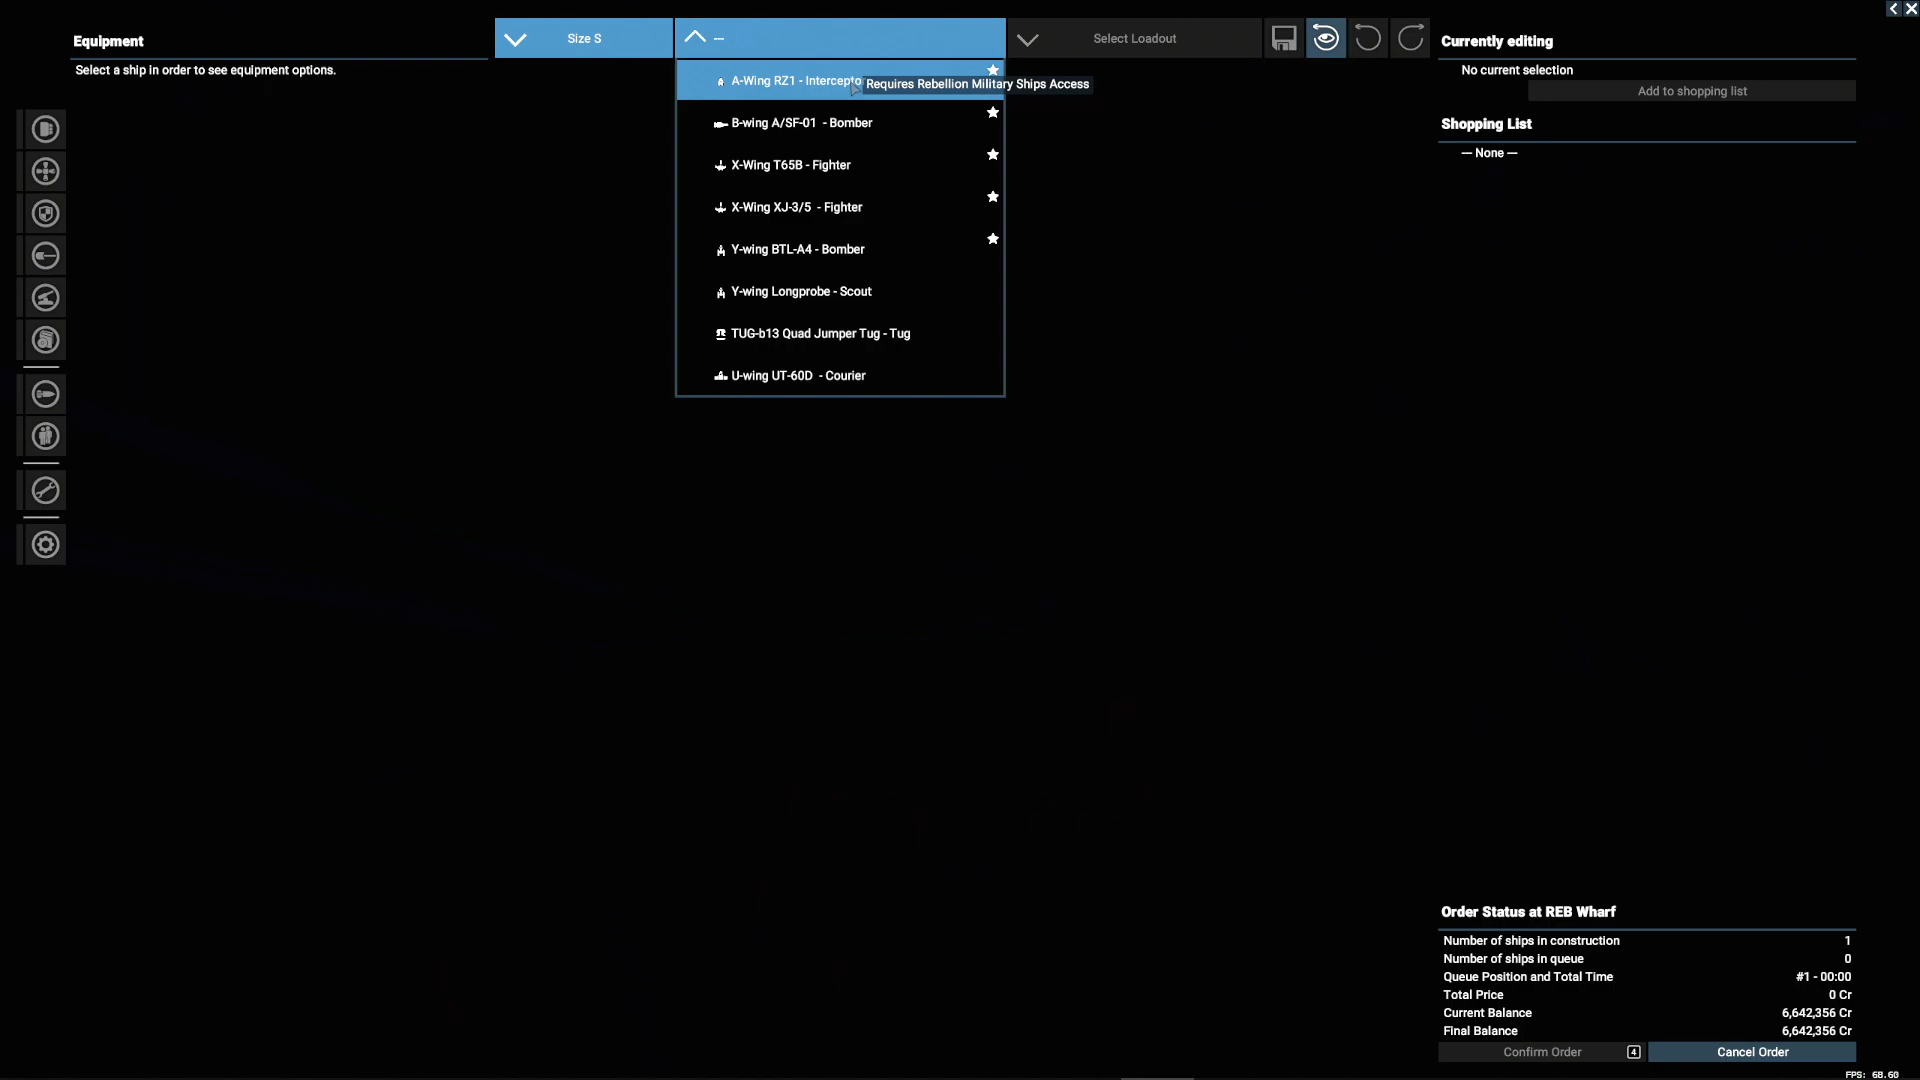 Equipment
Select a ship in order to see equipment options.
Size S
---
Select Loadout
A-Wing RZ1 - Intercepto
Requires Rebellion Military Ships Access
B-wing A/SF-01 - Bomber
X-Wing T65B - Fighter
X-Wing XJ-3/5 - Fighter
Y-wing BTL-A4 - Bomber
Y-wing Longprobe - Scout
TUG-b13 Quad Jumper Tug - Tug
U-wing UT-60D - Courier
Currently editing
No current selection
Add to shopping list
Shopping List
--- None ---
Order Status at REB Wharf
Number of ships in construction 1
Number of ships in queue 0
Queue Position and Total Time #1 - 00:00
Total Price 0 Cr
Current Balance 6,642,356 Cr
Final Balance 6,642,356 Cr
Confirm Order 4
Cancel Order
FPS: 68.60